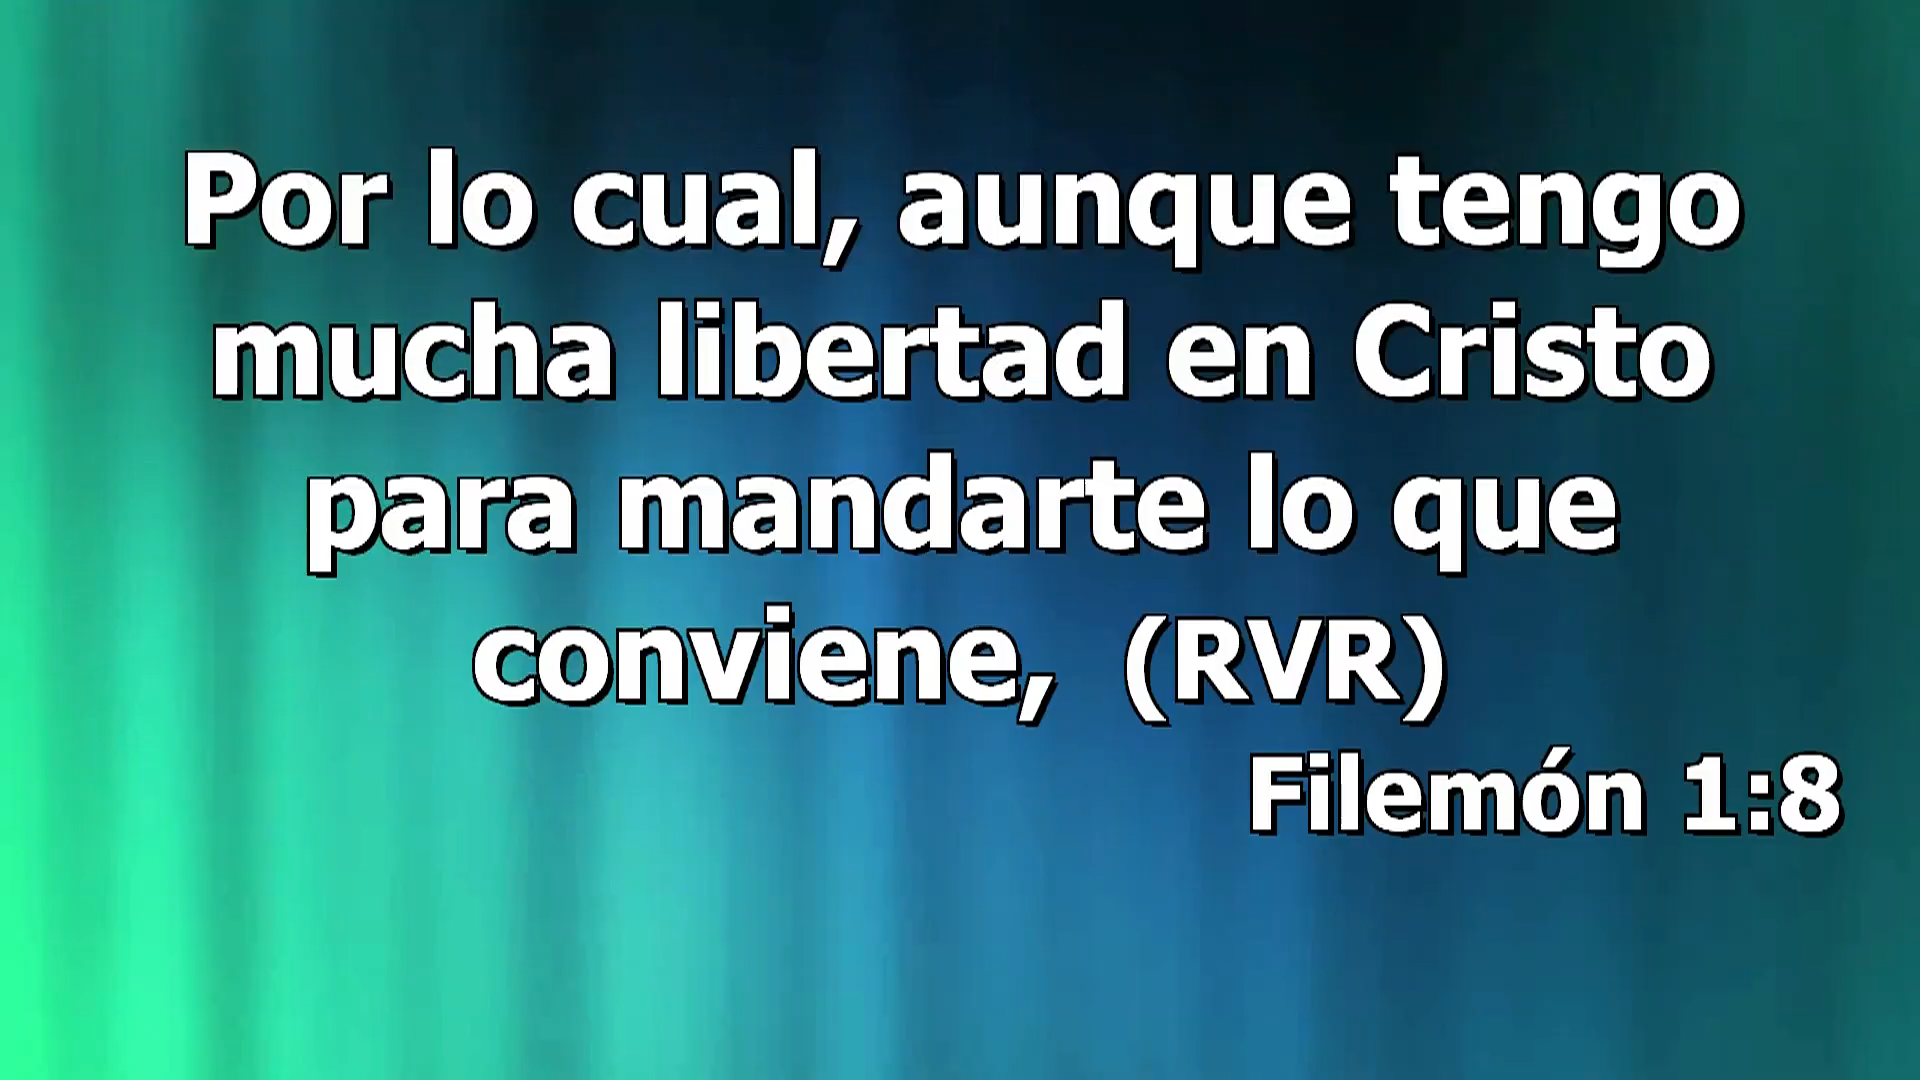 Por lo cual, aunque tengo
mucha libertad en Cristo
para mandarte lo que
conviene, (RVR)
Filemón 1:8